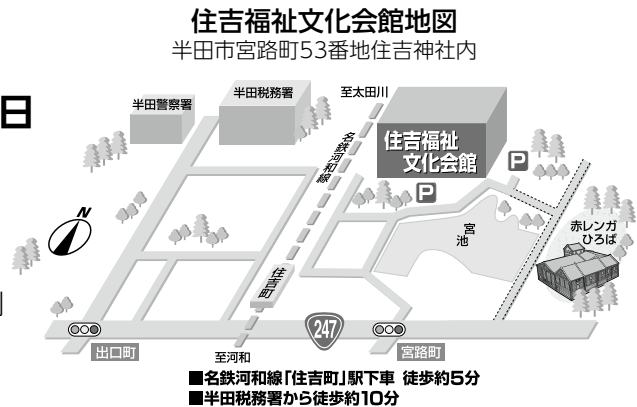 住吉福祉文化会館地図
半田市宮路町53番地住吉神社内
日
半田警察署
半田税務署
至太田川
名鉄河和線
住吉福祉
文化会館
P
P
N
宮池
赤レンガ
ひろば
住吉町
247
出口町
宮路町
至河和
■名鉄河和線「住吉町」駅下車 徒歩約5分
■半田税務署から徒歩約10分